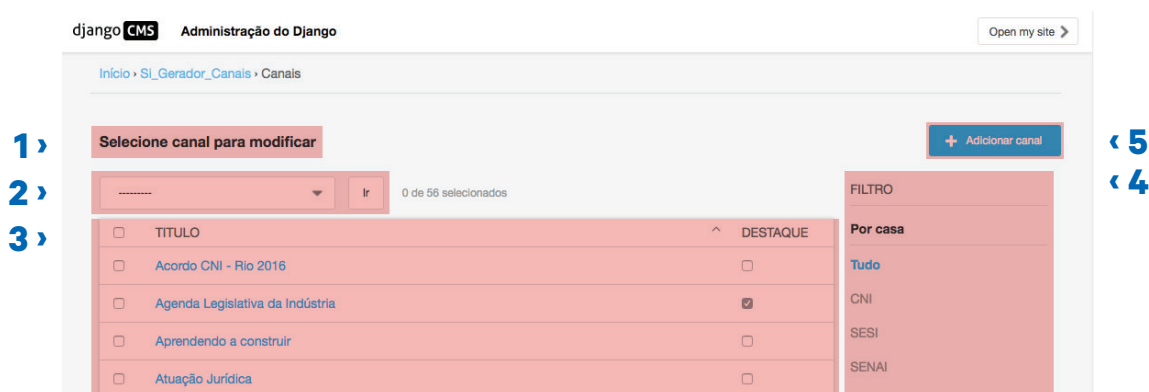 django CMS Administração do Django Open my site
Início › Si_Gerador_Canais › Canais
1 › Selecione canal para modificar + Adicionar canal ‹ 5
2 › --------- Ir 0 de 56 selecionados FILTRO ‹ 4
3 › TITULO DESTAQUE Por casa
Acordo CNI - Rio 2016 Tudo
Agenda Legislativa da Indústria CNI
Aprendendo a construir SESI
Atuação Jurídica SENAI